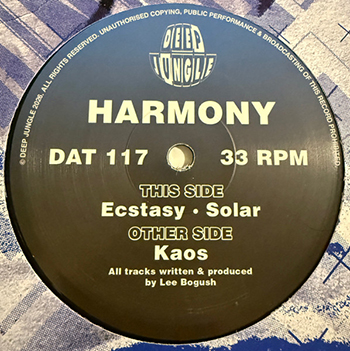 © DEEP JUNGLE 2026. ALL RIGHTS RESERVED. UNAUTHORISED COPYING, PUBLIC PERFORMANCE & BROADCASTING OF THIS RECORD PROHIBITED
DEEP
JUNGLE
HARMONY
DAT 117 33 RPM
THIS SIDE
Ecstasy • Solar
OTHER SIDE
Kaos
All tracks written & produced
by Lee Bogush